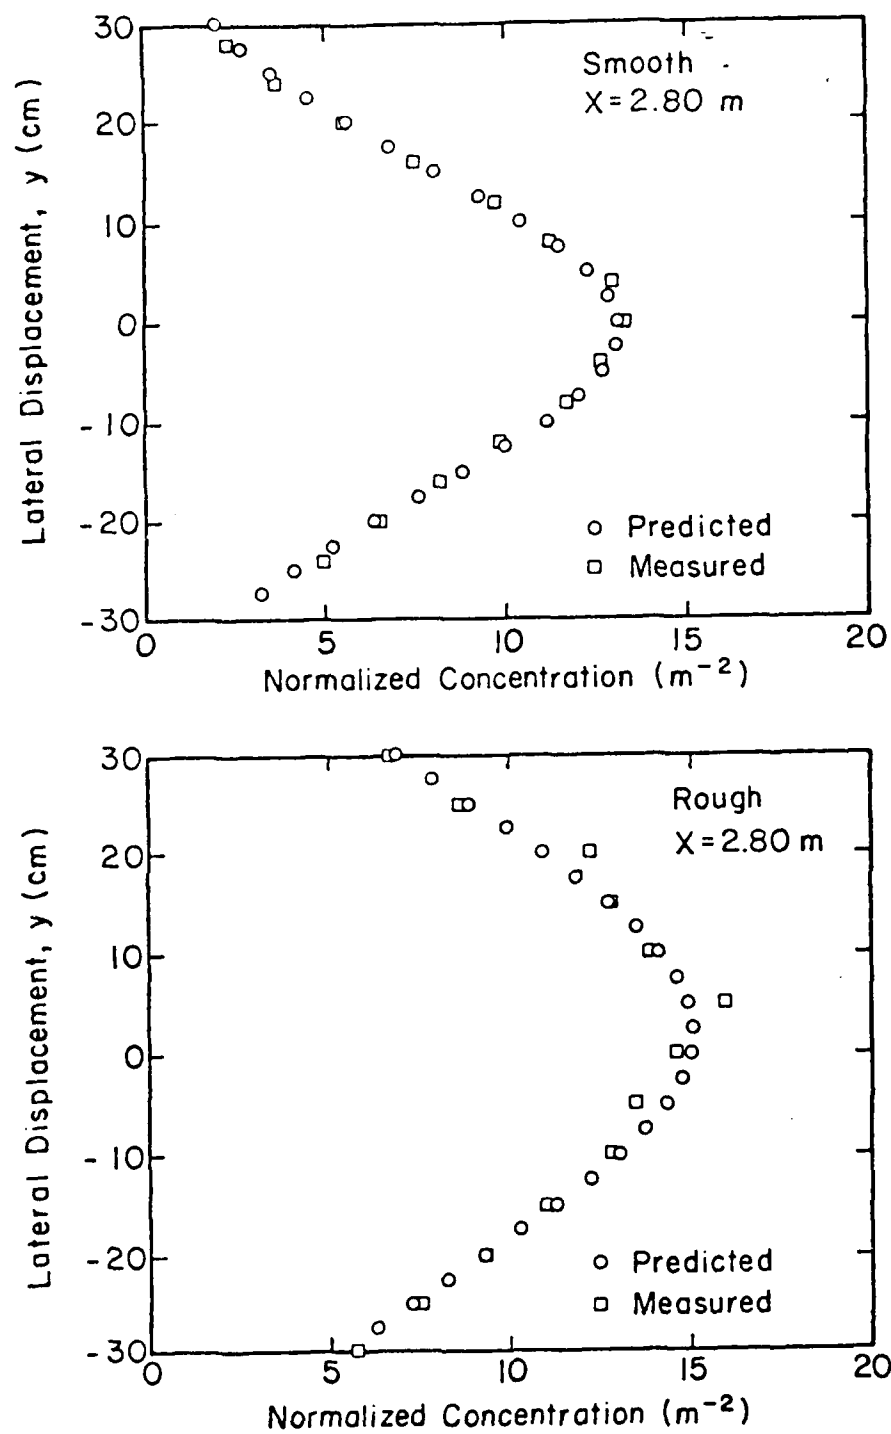 30
20
10
0
-10
-20
-30
Lateral Displacement, y (cm)
Smooth
X = 2.80 m
Predicted
Measured
0 5 10 15 20
Normalized Concentration (m⁻²)
30
20
10
0
-10
-20
-30
Lateral Displacement, y (cm)
Rough
X = 2.80 m
Predicted
Measured
0 5 10 15 20
Normalized Concentration (m⁻²)